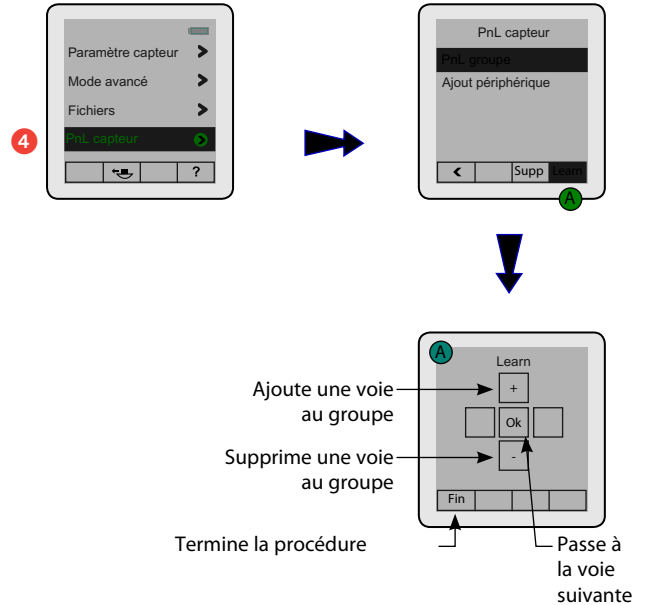 4
Paramètre capteur
Mode avancé
Fichiers
PnL capteur
?
PnL capteur
PnL groupe
Ajout périphérique
Supp Learn
A
A
Learn
+
Ok
-
Fin
Ajoute une voie
au groupe
Supprime une voie
au groupe
Termine la procédure
Passe à
la voie
suivante